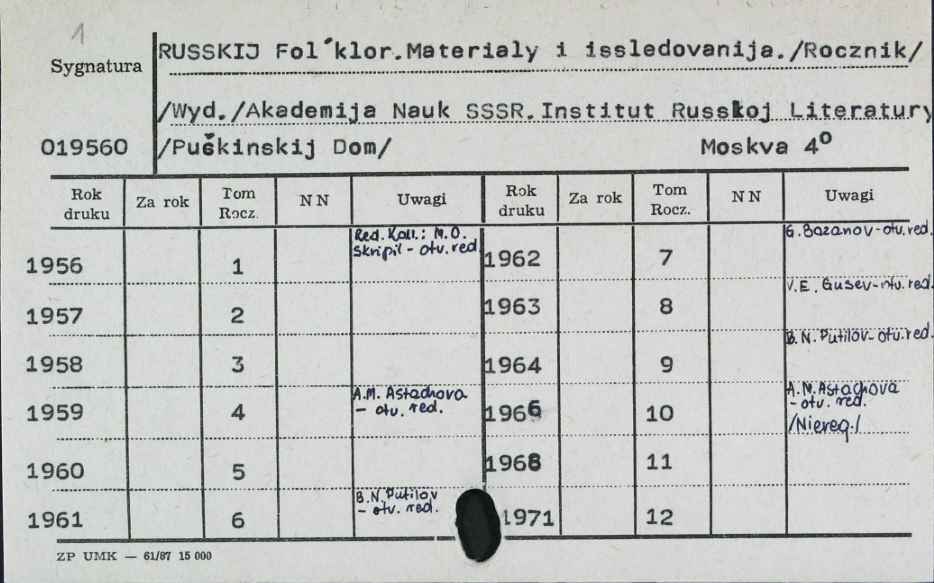 1
Sygnatura
RUSSKIJ Fol´klor.Materialy i issledovanija./Rocznik/
/Wyd./Akademija Nauk SSSR.Institut Russkoj Literatury
019560
/Puškinskij Dom/ Moskva 4º
Rok druku Za rok Tom Rocz. NN Uwagi Rok druku Za rok Tom Rocz. NN Uwagi
1956 1 Red. Koll.: M.O. Skripil - otv. red 1962 7 G. Bazanov - otv. red.
1957 2 1963 8 V.E. Gusev - otv. red.
1958 3 1964 9 B.N. Putilov - otv. red.
1959 4 A.M. Astachova - otv. red. 1966 10 A.M. Astachova - otv. red. /Niereg./
1960 5 1968 11
1961 6 B.N. Putilov - otv. red. 1971 12
ZP UMK — 61/87 15 000